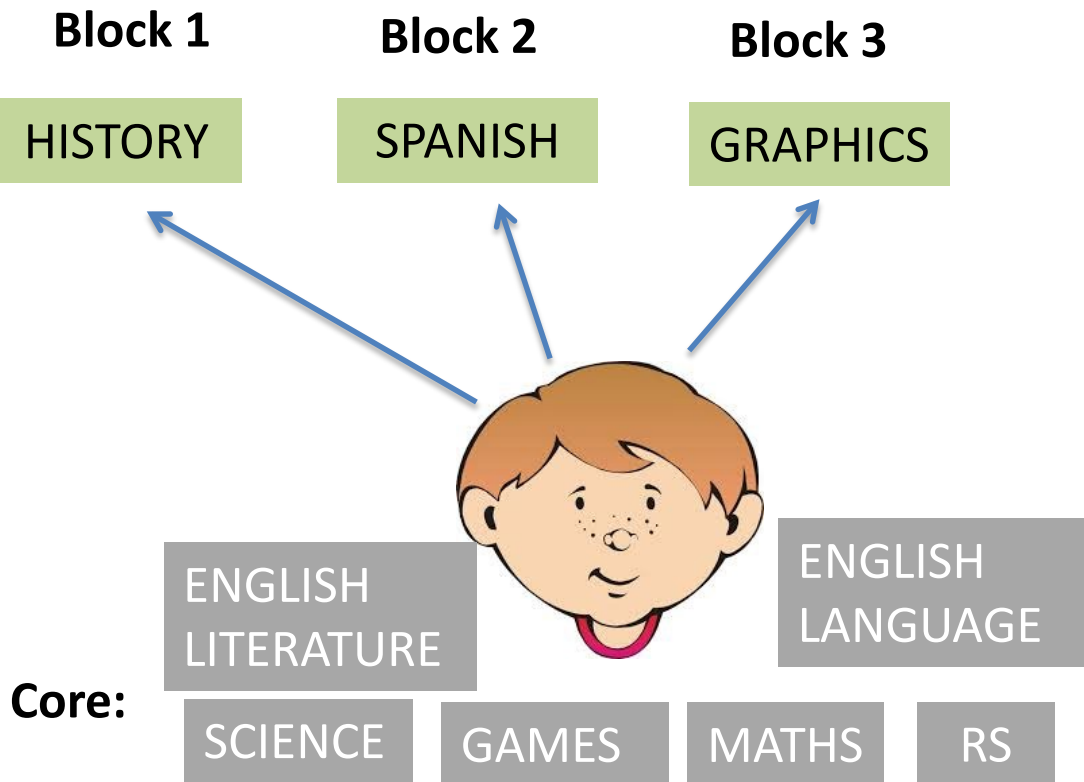 Block 1
Block 2
Block 3
HISTORY
SPANISH
GRAPHICS
ENGLISH
LITERATURE
ENGLISH
LANGUAGE
Core:
SCIENCE
GAMES
MATHS
RS